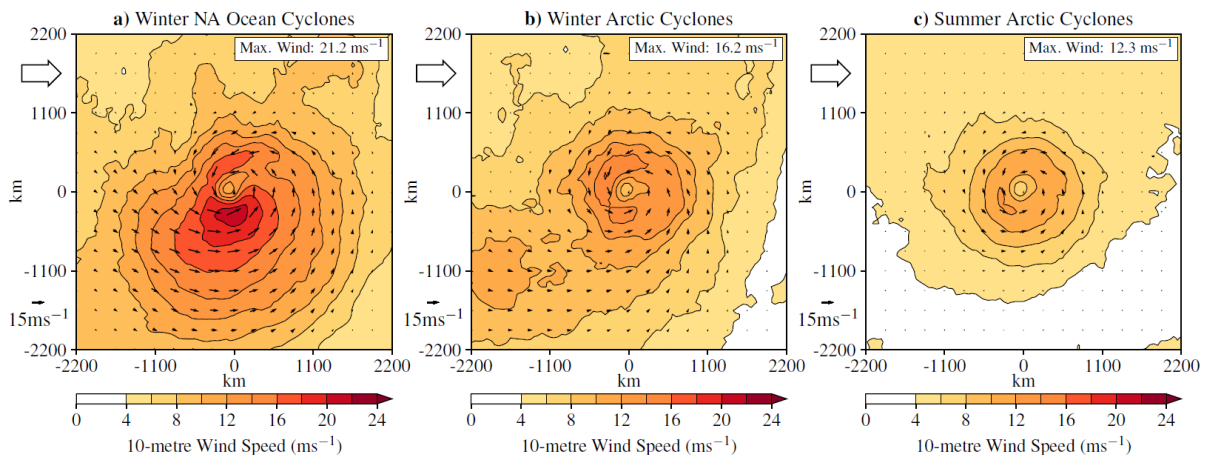 a) Winter NA Ocean Cyclones
Max. Wind: 21.2 ms⁻¹
2200
1100
0
-1100
-2200
km
15ms⁻¹
-2200 -1100 0 1100 2200
km
0 4 8 12 16 20 24
10-metre Wind Speed (ms⁻¹)
b) Winter Arctic Cyclones
Max. Wind: 16.2 ms⁻¹
2200
1100
0
-1100
-2200
km
15ms⁻¹
-2200 -1100 0 1100 2200
km
0 4 8 12 16 20 24
10-metre Wind Speed (ms⁻¹)
c) Summer Arctic Cyclones
Max. Wind: 12.3 ms⁻¹
2200
1100
0
-1100
-2200
km
15ms⁻¹
-2200 -1100 0 1100 2200
km
0 4 8 12 16 20 24
10-metre Wind Speed (ms⁻¹)